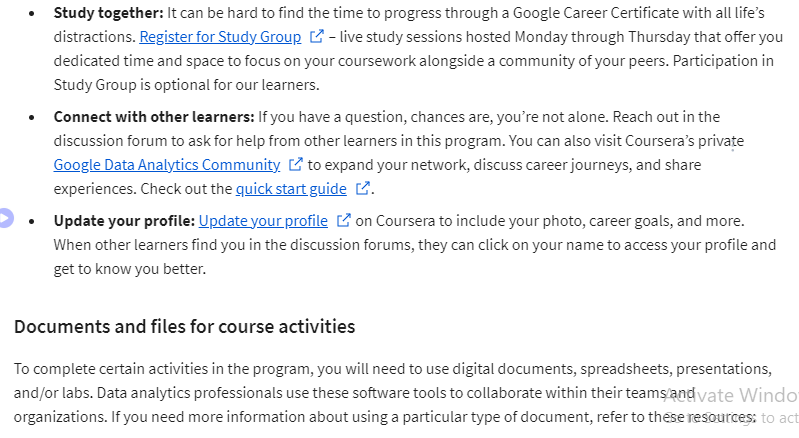 • Study together: It can be hard to find the time to progress through a Google Career Certificate with all life’s
distractions. Register for Study Group – live study sessions hosted Monday through Thursday that offer you
dedicated time and space to focus on your coursework alongside a community of your peers. Participation in
Study Group is optional for our learners.
• Connect with other learners: If you have a question, chances are, you’re not alone. Reach out in the
discussion forum to ask for help from other learners in this program. You can also visit Coursera’s private
Google Data Analytics Community to expand your network, discuss career journeys, and share
experiences. Check out the quick start guide.
• Update your profile: Update your profile on Coursera to include your photo, career goals, and more.
When other learners find you in the discussion forums, they can click on your name to access your profile and
get to know you better.
Documents and files for course activities
To complete certain activities in the program, you will need to use digital documents, spreadsheets, presentations,
and/or labs. Data analytics professionals use these software tools to collaborate within their teams and
organizations. If you need more information about using a particular type of document, refer to these resources:
Activate Windo
Go to Settings to act